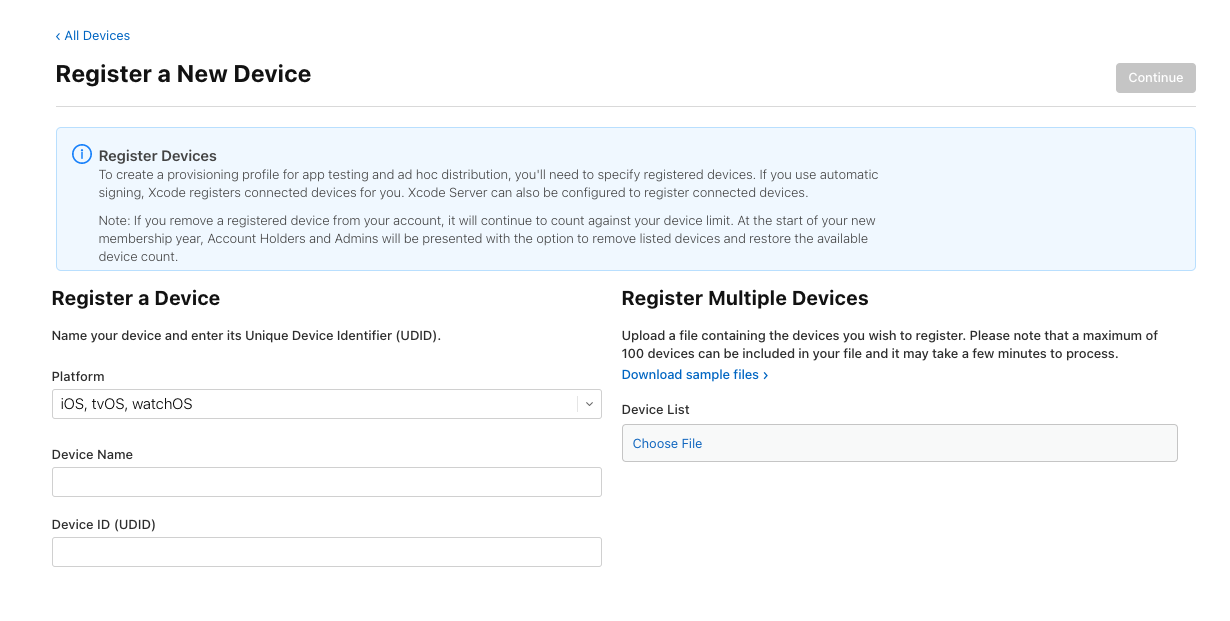 ‹ All Devices
Register a New Device
Continue
Register Devices
To create a provisioning profile for app testing and ad hoc distribution, you'll need to specify registered devices. If you use automatic
signing, Xcode registers connected devices for you. Xcode Server can also be configured to register connected devices.
Note: If you remove a registered device from your account, it will continue to count against your device limit. At the start of your new
membership year, Account Holders and Admins will be presented with the option to remove listed devices and restore the available
device count.
Register a Device
Name your device and enter its Unique Device Identifier (UDID).
Platform
iOS, tvOS, watchOS
Device Name
Device ID (UDID)
Register Multiple Devices
Upload a file containing the devices you wish to register. Please note that a maximum of
100 devices can be included in your file and it may take a few minutes to process.
Download sample files ›
Device List
Choose File